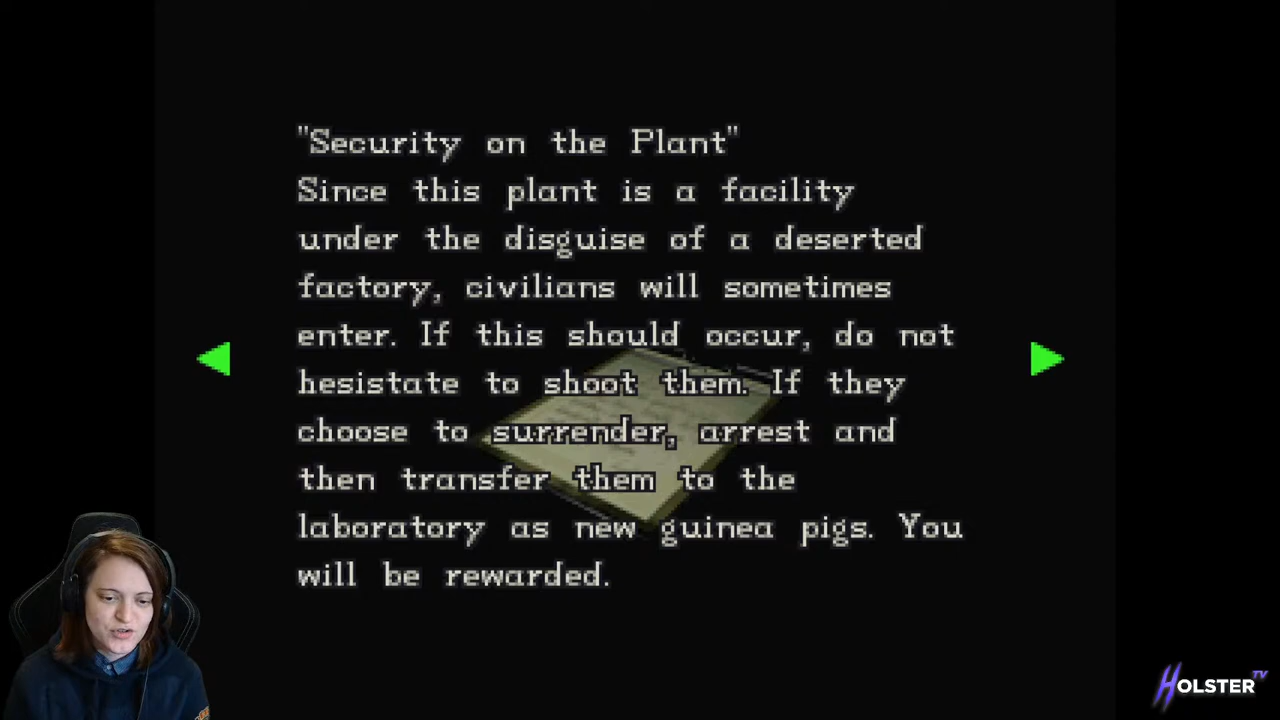 "Security on the Plant"
Since this plant is a facility
under the disguise of a deserted
factory, civilians will sometimes
enter. If this should occur, do not
hesistate to shoot them. If they
choose to surrender, arrest and
then transfer them to the
laboratory as new guinea pigs. You
will be rewarded.
HOLSTER TV